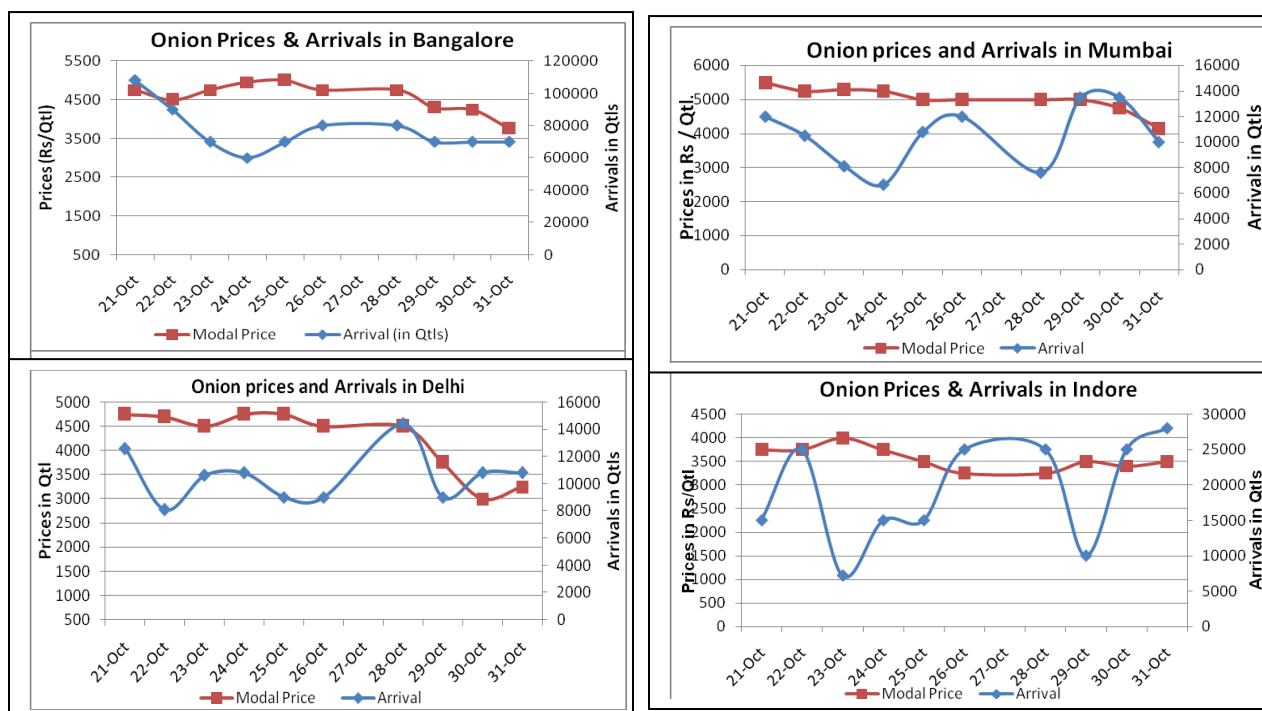 Onion Prices & Arrivals in Bangalore
Prices (Rs/Qtl)
5500
4500
3500
2500
1500
500
120000
100000
80000
60000
40000
20000
0
Arrivals in Qtls
21-Oct
22-Oct
23-Oct
24-Oct
25-Oct
26-Oct
27-Oct
28-Oct
29-Oct
30-Oct
31-Oct
Modal Price
Arrival (in Qtls)
Onion prices and Arrivals in Mumbai
Prices in Rs / Qtl
6000
5000
4000
3000
2000
1000
0
16000
14000
12000
10000
8000
6000
4000
2000
0
Arrivals in Qtls
21-Oct
22-Oct
23-Oct
24-Oct
25-Oct
26-Oct
27-Oct
28-Oct
29-Oct
30-Oct
31-Oct
Modal Price
Arrival
Onion prices and Arrivals in Delhi
Prices in Qtl
5000
4500
4000
3500
3000
2500
2000
1500
1000
500
16000
14000
12000
10000
8000
6000
4000
2000
0
Arrivals in Qtls
21-Oct
22-Oct
23-Oct
24-Oct
25-Oct
26-Oct
27-Oct
28-Oct
29-Oct
30-Oct
31-Oct
Modal Price
Arrival
Onion Prices & Arrivals in Indore
Prices in Rs/Qtl
4500
4000
3500
3000
2500
2000
1500
1000
500
0
30000
25000
20000
15000
10000
5000
0
Arrivals in Qtls
21-Oct
22-Oct
23-Oct
24-Oct
25-Oct
26-Oct
27-Oct
28-Oct
29-Oct
30-Oct
31-Oct
Modal Price
Arrival